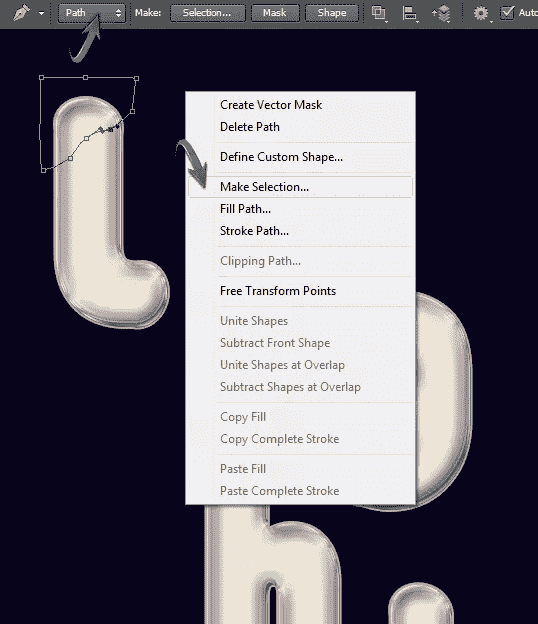 Path Make: Selection... Mask Shape Auto
Create Vector Mask
Delete Path
Define Custom Shape...
Make Selection...
Fill Path...
Stroke Path...
Clipping Path...
Free Transform Points
Unite Shapes
Subtract Front Shape
Unite Shapes at Overlap
Subtract Shapes at Overlap
Copy Fill
Copy Complete Stroke
Paste Fill
Paste Complete Stroke
h